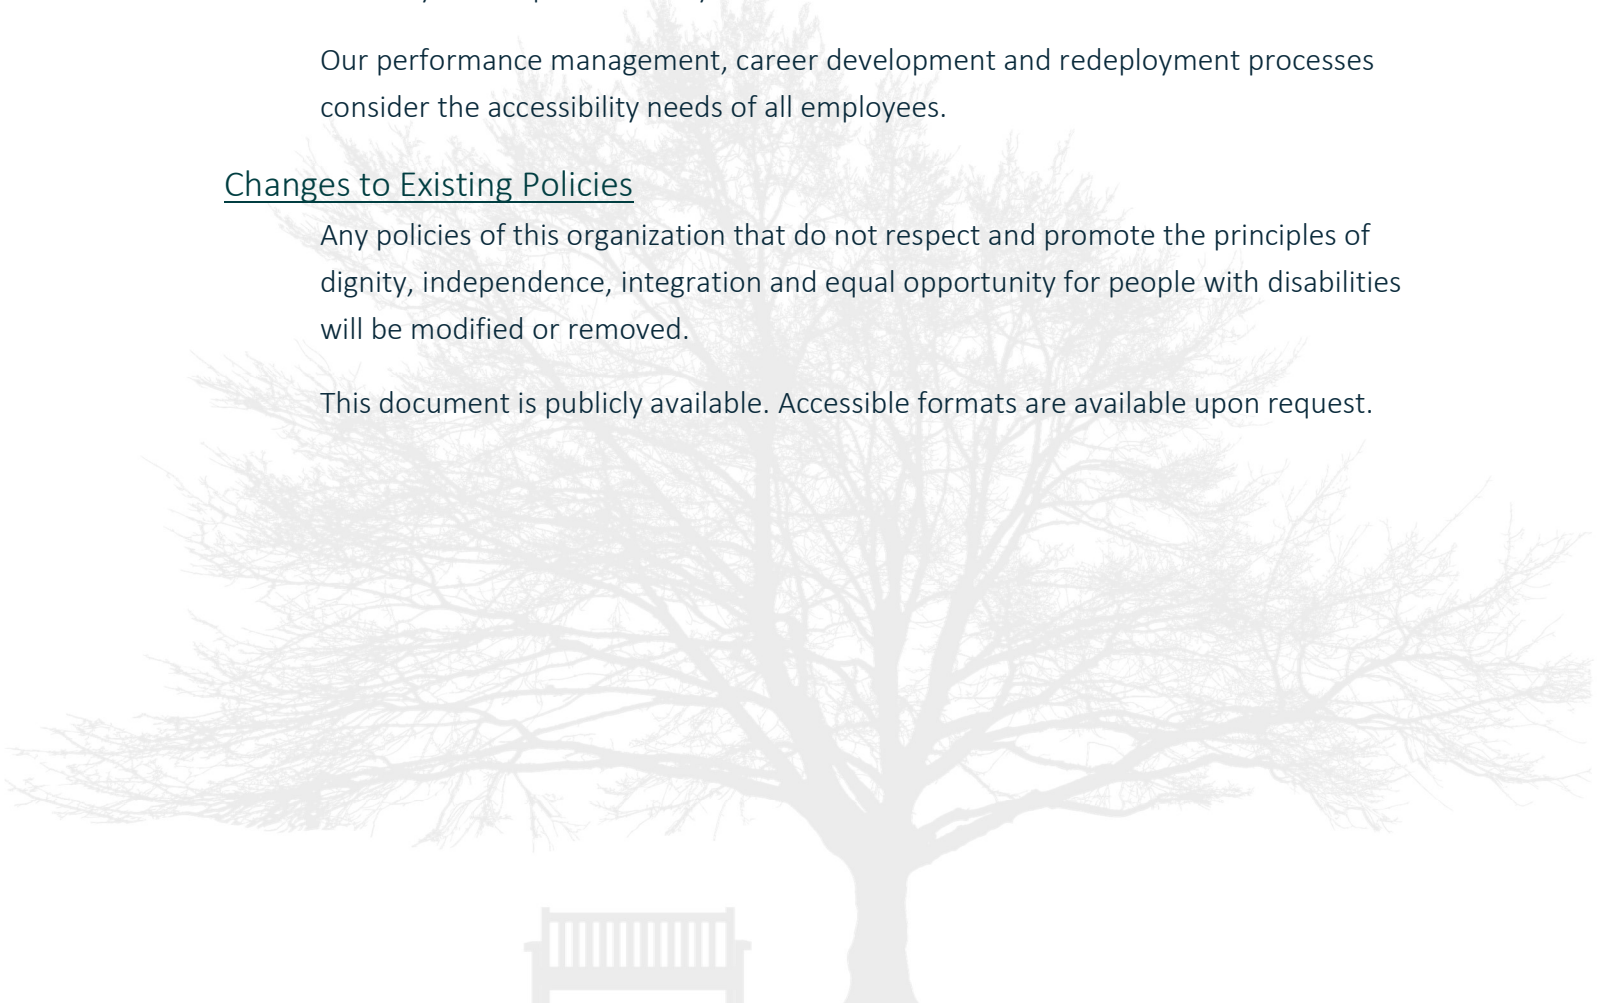 Our performance management, career development and redeployment processes
consider the accessibility needs of all employees.
Changes to Existing Policies
Any policies of this organization that do not respect and promote the principles of
dignity, independence, integration and equal opportunity for people with disabilities
will be modified or removed.
This document is publicly available. Accessible formats are available upon request.